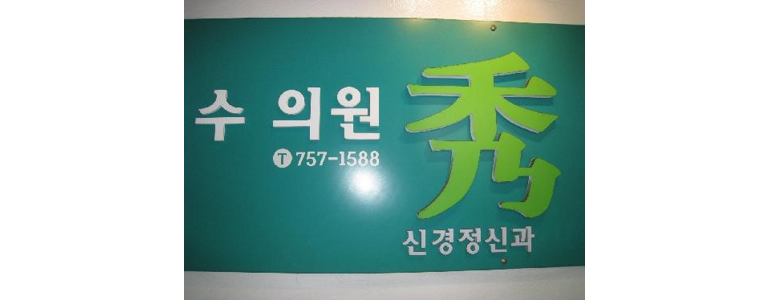 수 의원
T 757-1588
秀
신경정신과